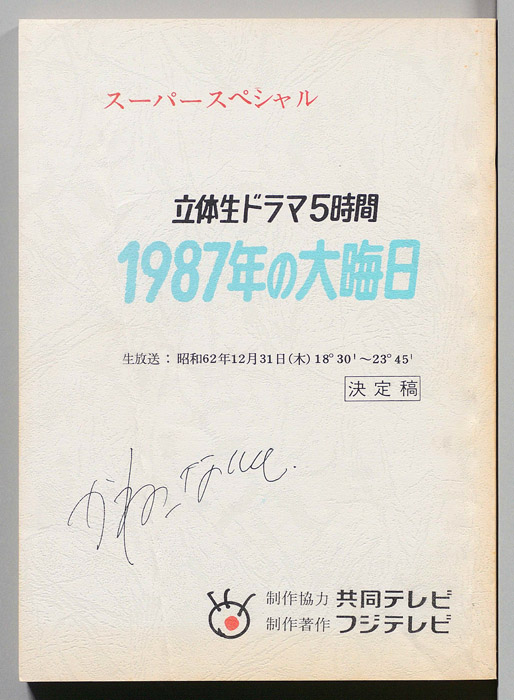 スーパースペシャル
立体生ドラマ5時間
1987年の大晦日
生放送：昭和62年12月31日(木) 18°30'～23°45'
決定稿
制作協力 共同テレビ
制作著作 フジテレビ